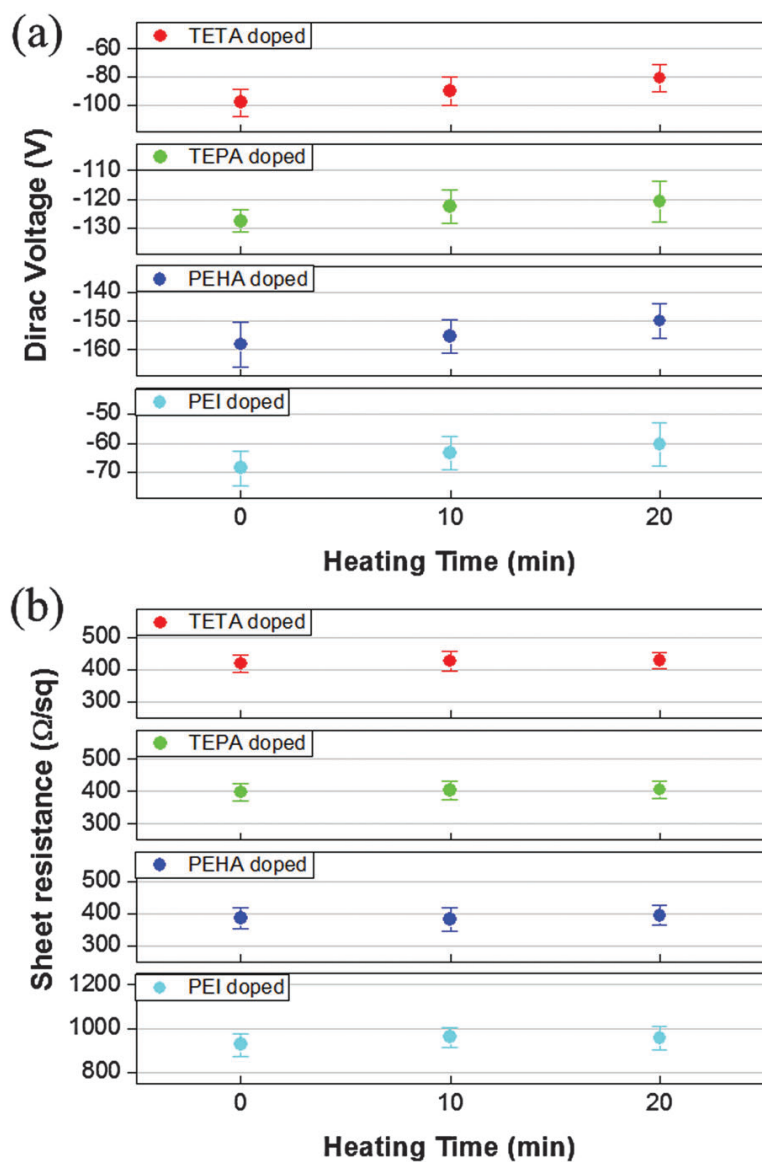 (a)
TETA doped
-60
-80
-100
TEPA doped
-110
-120
-130
PEHA doped
-140
-150
-160
PEI doped
-50
-60
-70
Dirac Voltage (V)
0 10 20
Heating Time (min)
(b)
TETA doped
500
400
300
TEPA doped
500
400
300
PEHA doped
500
400
300
PEI doped
1200
1000
800
Sheet resistance (Ω/sq)
0 10 20
Heating Time (min)